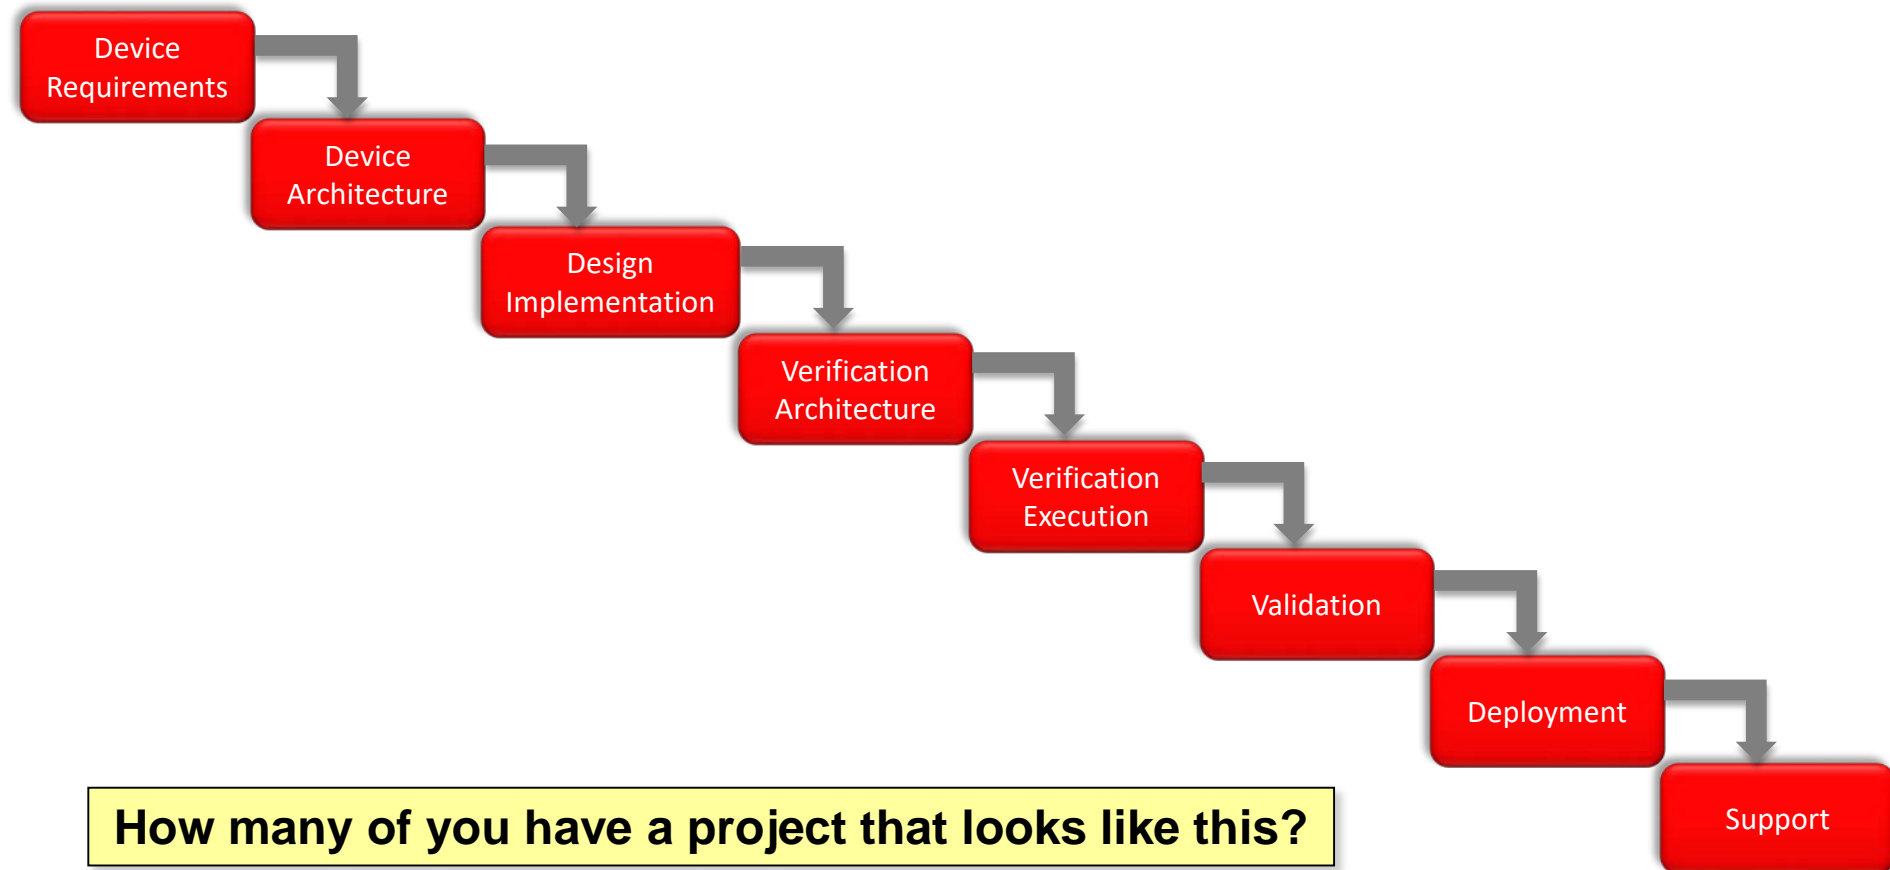 Device
Requirements
Device
Architecture
Design
Implementation
Verification
Architecture
Verification
Execution
Validation
Deployment
Support
How many of you have a project that looks like this?